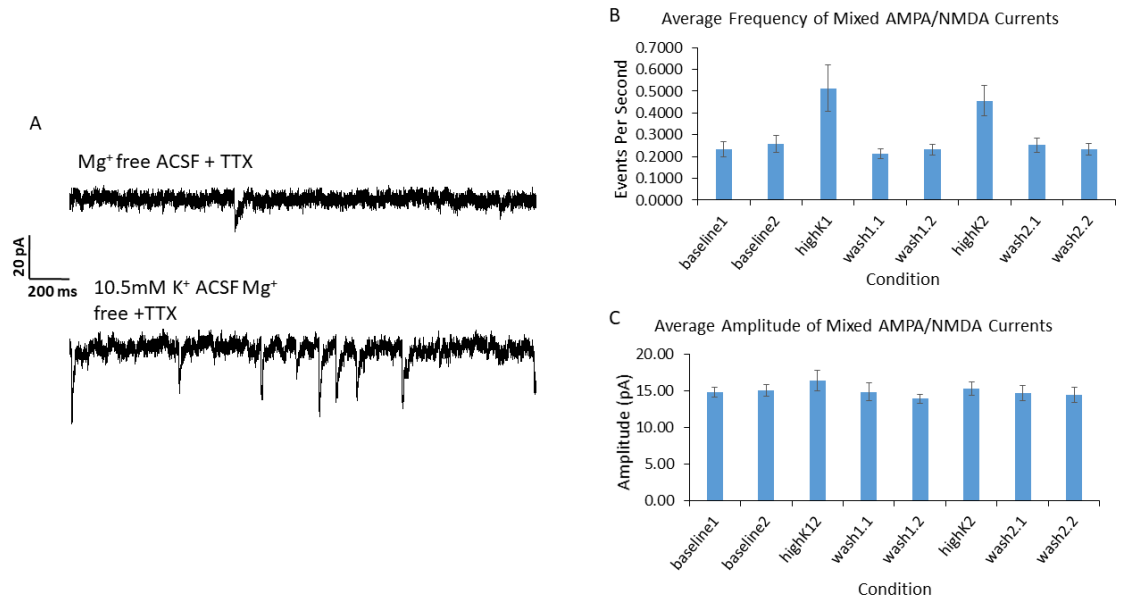 A
Mg⁺ free ACSF + TTX
20 pA
200 ms
10.5mM K⁺ ACSF Mg⁺
free +TTX
B
Average Frequency of Mixed AMPA/NMDA Currents
Events Per Second
0.7000
0.6000
0.5000
0.4000
0.3000
0.2000
0.1000
0.0000
baseline1
baseline2
highK1
wash1.1
wash1.2
highK2
wash2.1
wash2.2
Condition
C
Average Amplitude of Mixed AMPA/NMDA Currents
Amplitude (pA)
20.00
15.00
10.00
5.00
0.00
baseline1
baseline2
highK12
wash1.1
wash1.2
highK2
wash2.1
wash2.2
Condition